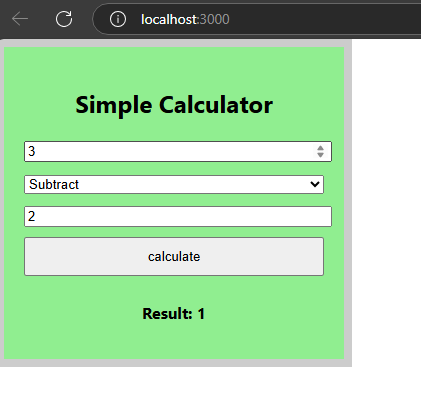 localhost:3000
Simple Calculator
3
Subtract
2
calculate
Result: 1